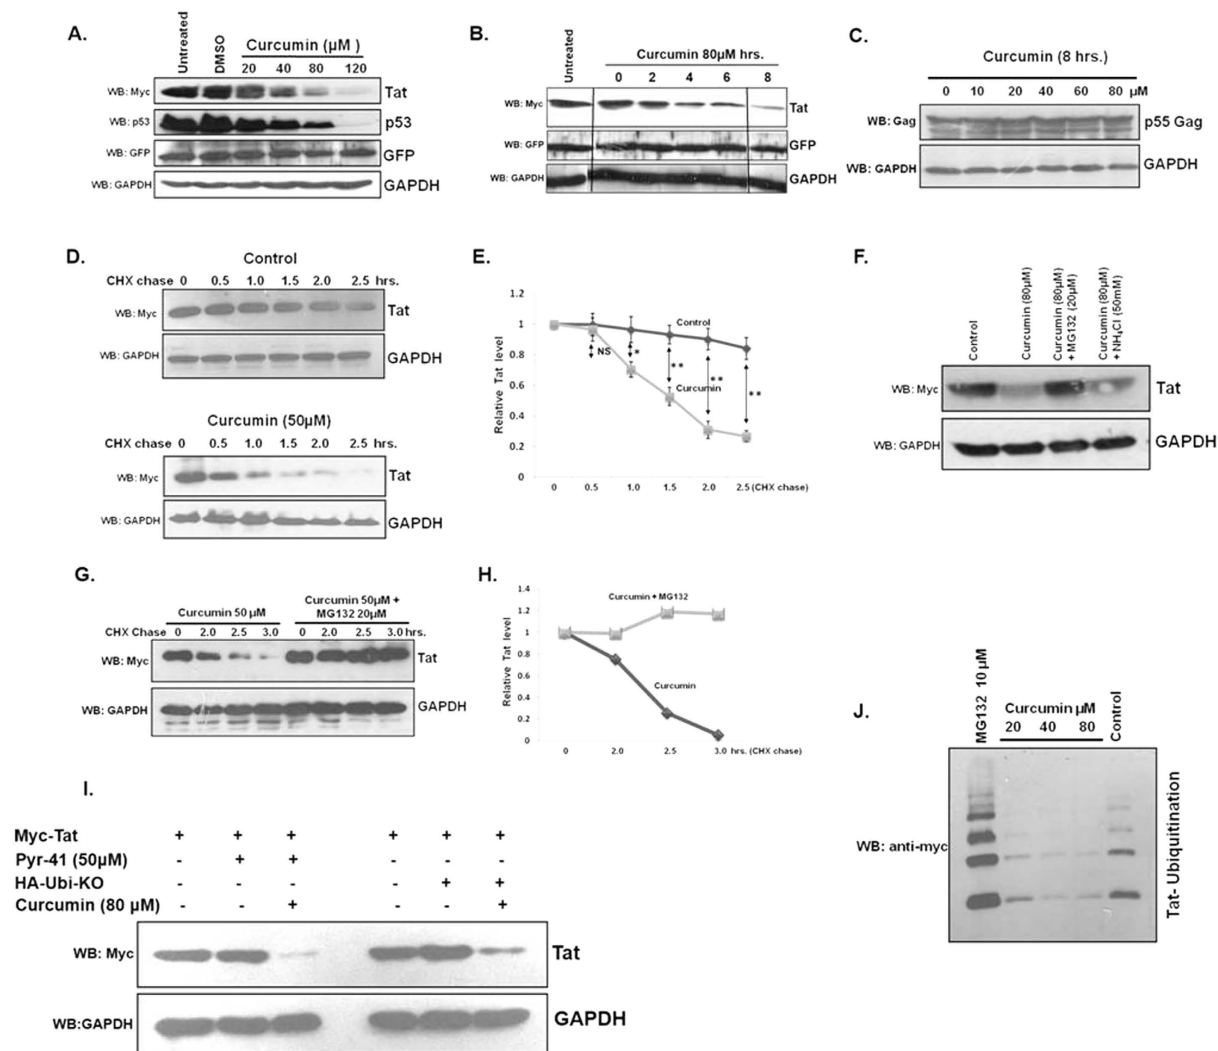 A.
Untreated
DMSO
Curcumin (µM )
20 40 80 120
WB: Myc Tat
WB: p53 p53
WB: GFP GFP
WB: GAPDH GAPDH
B.
Untreated
Curcumin 80µM hrs.
0 2 4 6 8
WB: Myc Tat
WB: GFP GFP
WB: GAPDH GAPDH
C.
Curcumin (8 hrs.)
0 10 20 40 60 80 µM
WB: Gag p55 Gag
WB: GAPDH GAPDH
D.
Control
CHX chase 0 0.5 1.0 1.5 2.0 2.5 hrs.
WB: Myc Tat
WB: GAPDH GAPDH
Curcumin (50µM)
CHX chase 0 0.5 1.0 1.5 2.0 2.5 hrs.
WB: Myc Tat
WB: GAPDH GAPDH
E.
Relative Tat level
1.2
1
0.8
0.6
0.4
0.2
0
Control
NS
*
**
**
**
Curcumin
0 0.5 1.0 1.5 2.0 2.5 (CHX chase)
F.
Control
Curcumin (80µM)
Curcumin (80µM)
+ MG132 (20µM)
Curcumin (80µM)
+ NH4Cl (50mM)
WB: Myc Tat
WB: GAPDH GAPDH
G.
Curcumin 50 µM
Curcumin 50µM +
MG132 20µM
CHX Chase 0 2.0 2.5 3.0 0 2.0 2.5 3.0 hrs.
WB: Myc Tat
WB: GAPDH GAPDH
H.
Relative Tat level
1.4
1.2
1
0.8
0.6
0.4
0.2
0
Curcumin + MG132
Curcumin
0 2.0 2.5 3.0 hrs. (CHX chase)
I.
Myc-Tat + + + + + +
Pyr-41 (50µM) - + + - - -
HA-Ubi-KO - - - - + +
Curcumin (80 µM) - - + - - +
WB: Myc Tat
WB:GAPDH GAPDH
J.
MG132 10 µM
Curcumin µM
20 40 80
Control
WB: anti-myc
Tat- Ubiquitination